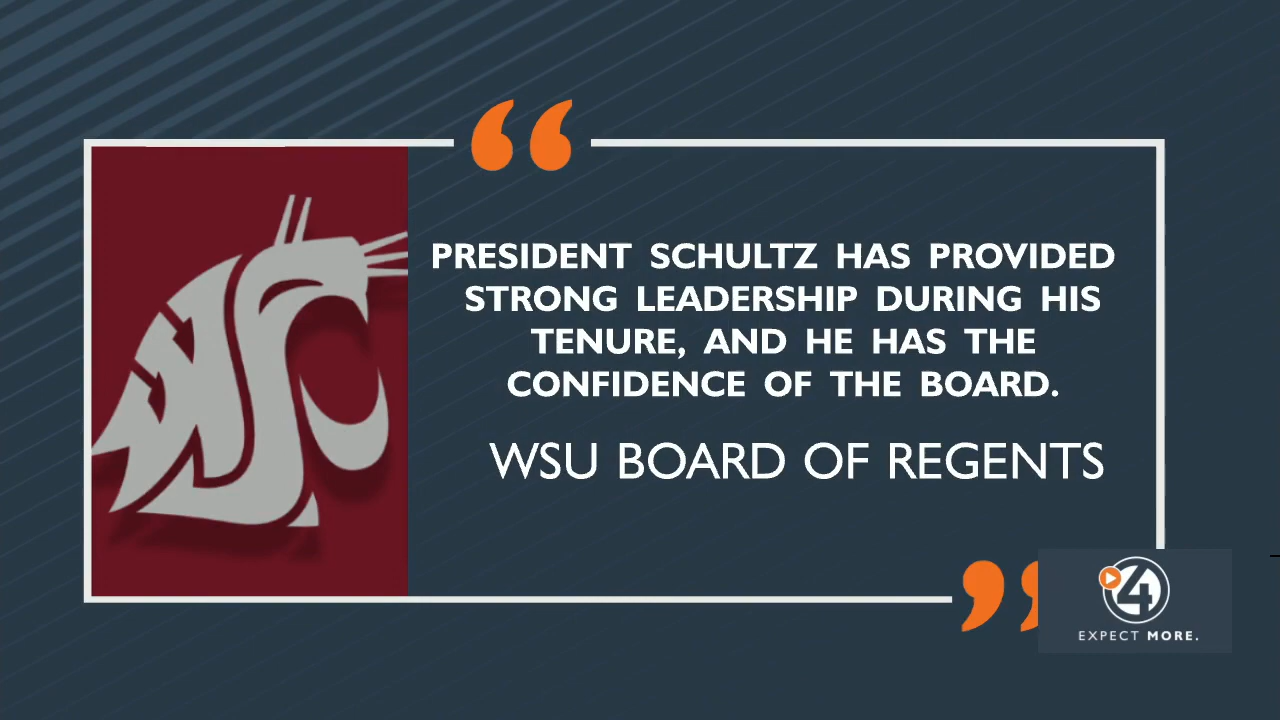 PRESIDENT SCHULTZ HAS PROVIDED
STRONG LEADERSHIP DURING HIS
TENURE, AND HE HAS THE
CONFIDENCE OF THE BOARD.
WSU BOARD OF REGENTS
4
EXPECT MORE.